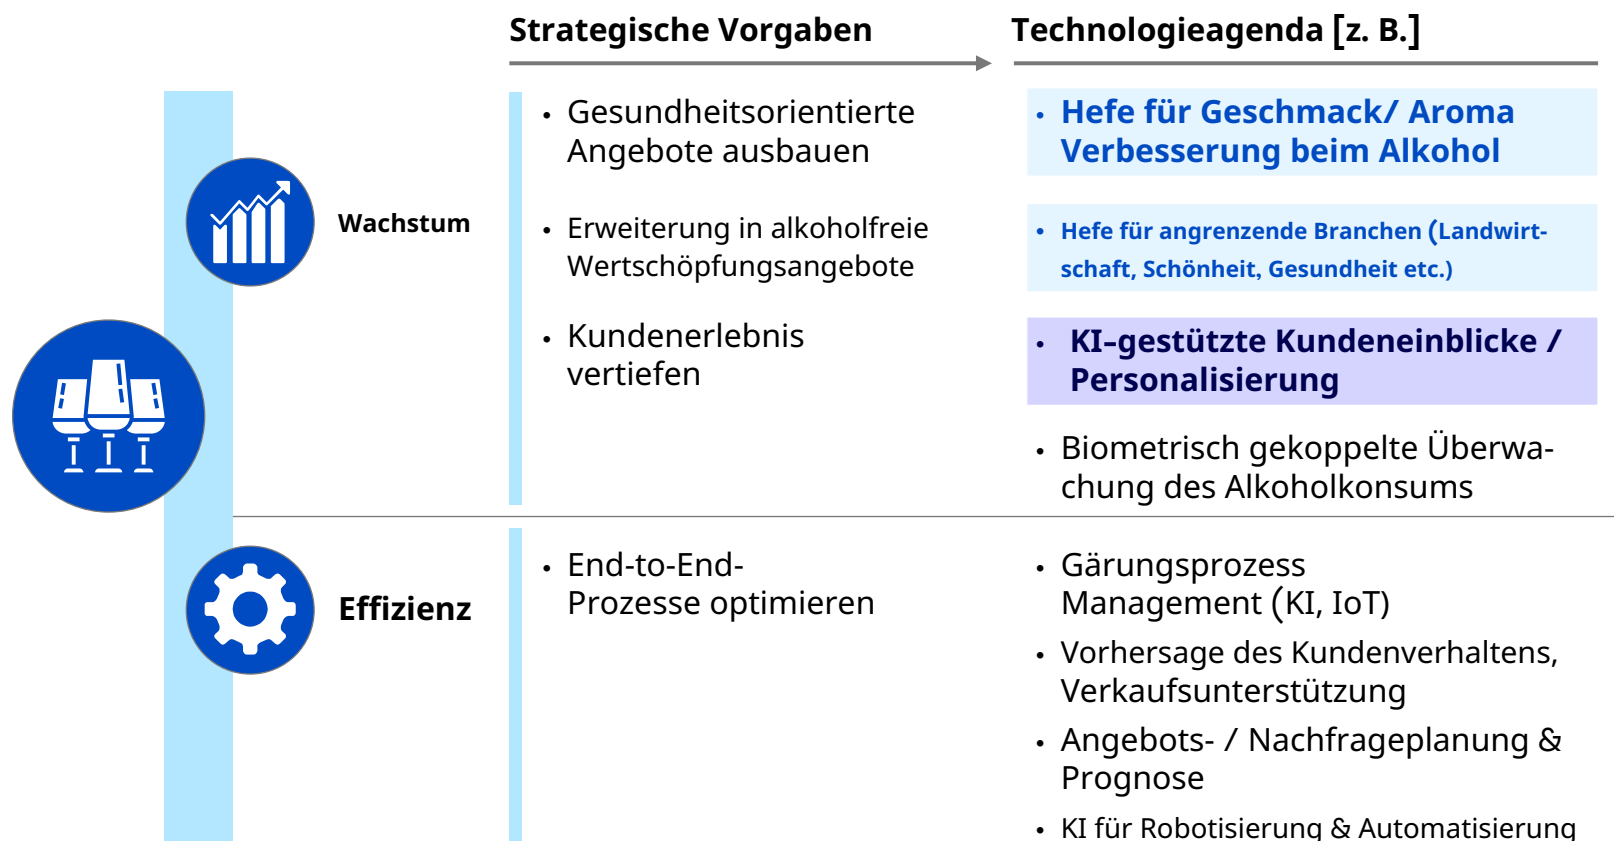 Strategische Vorgaben
Technologieagenda [z. B.]
Wachstum
• Gesundheitsorientierte
Angebote ausbauen
• Erweiterung in alkoholfreie
Wertschöpfungsangebote
• Kundenerlebnis
vertiefen
• Hefe für Geschmack/ Aroma
Verbesserung beim Alkohol
• Hefe für angrenzende Branchen (Landwirt-
schaft, Schönheit, Gesundheit etc.)
• KI–gestützte Kundeneinblicke /
Personalisierung
• Biometrisch gekoppelte Überwa-
chung des Alkoholkonsums
Effizienz
• End-to-End-
Prozesse optimieren
• Gärungsprozess
Management (KI, IoT)
• Vorhersage des Kundenverhaltens,
Verkaufsunterstützung
• Angebots- / Nachfrageplanung &
Prognose
• KI für Robotisierung & Automatisierung